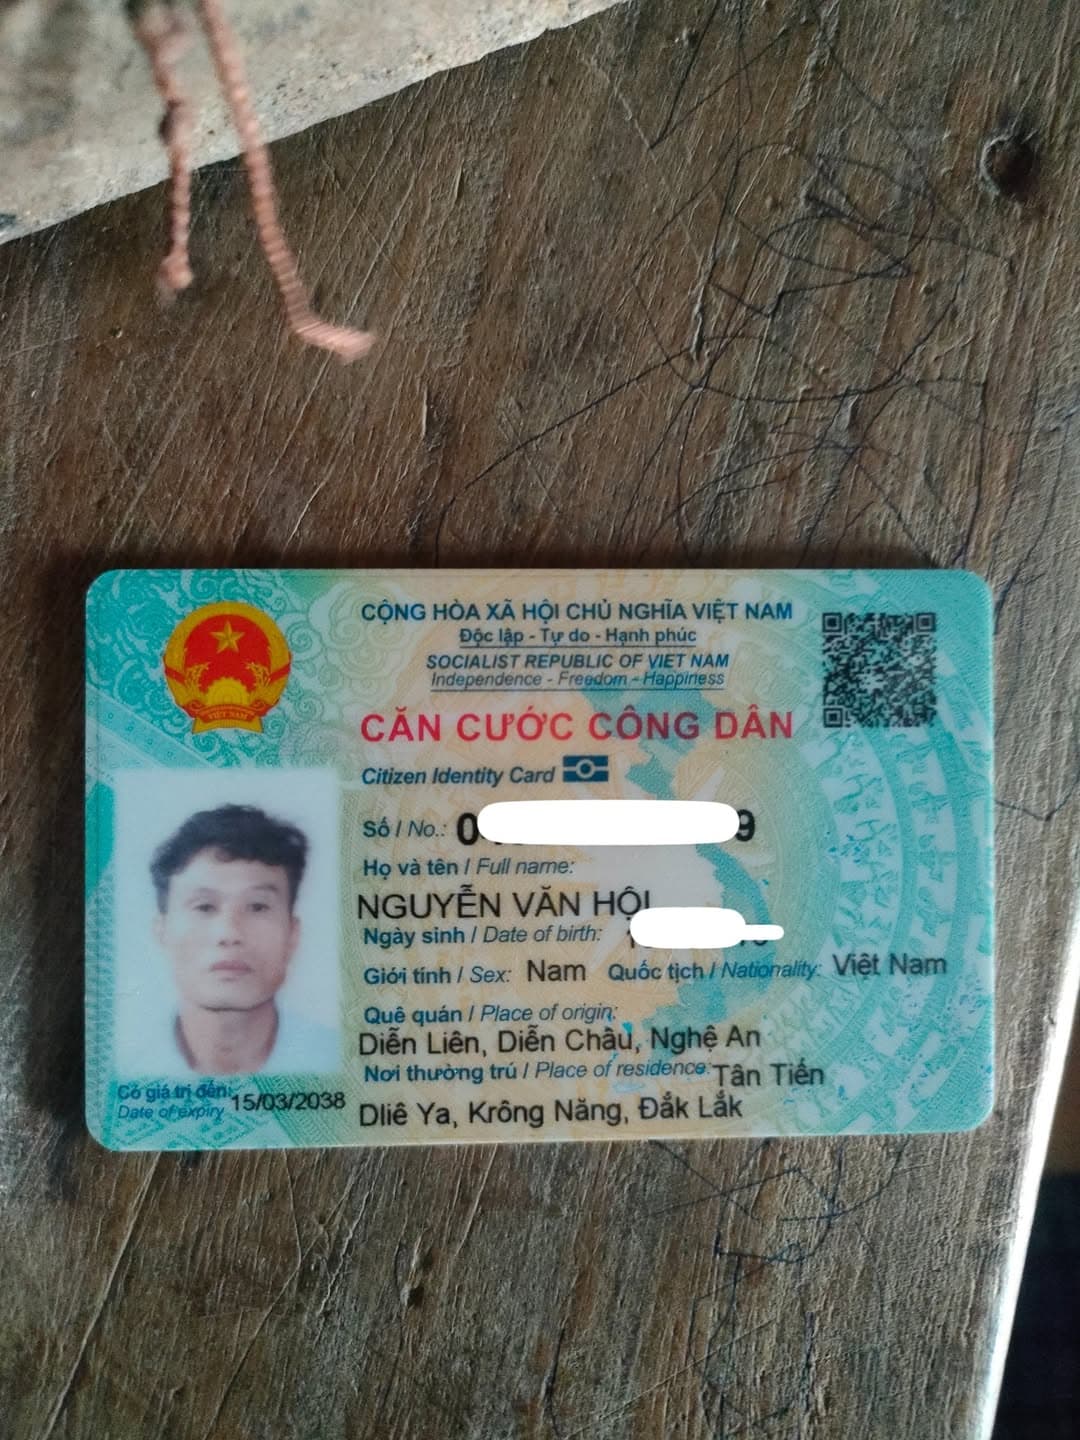 CỘNG HÒA XÃ HỘI CHỦ NGHĨA VIỆT NAM
Độc lập - Tự do - Hạnh phúc
SOCIALIST REPUBLIC OF VIET NAM
Independence - Freedom - Happiness
CĂN CƯỚC CÔNG DÂN
Citizen Identity Card
Số / No.: 0 9
Họ và tên / Full name:
NGUYỄN VĂN HỘI
Ngày sinh / Date of birth:
Giới tính / Sex: Nam Quốc tịch / Nationality: Việt Nam
Quê quán / Place of origin:
Diễn Liên, Diễn Châu, Nghệ An
Nơi thường trú / Place of residence: Tân Tiến
Dliê Ya, Krông Năng, Đắk Lắk
Có giá trị đến: 15/03/2038
Date of expiry
VIỆT NAM